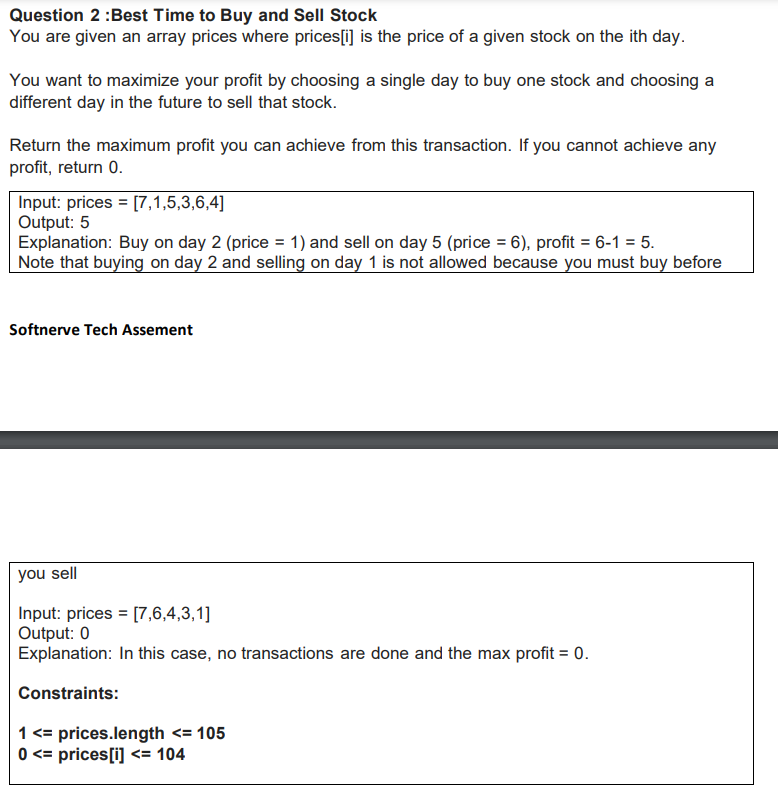 Question 2 :Best Time to Buy and Sell Stock
You are given an array prices where prices[i] is the price of a given stock on the ith day.
You want to maximize your profit by choosing a single day to buy one stock and choosing a
different day in the future to sell that stock.
Return the maximum profit you can achieve from this transaction. If you cannot achieve any
profit, return 0.
Input: prices = [7,1,5,3,6,4]
Output: 5
Explanation: Buy on day 2 (price = 1) and sell on day 5 (price = 6), profit = 6-1 = 5.
Note that buying on day 2 and selling on day 1 is not allowed because you must buy before
Softnerve Tech Assement
you sell
Input: prices = [7,6,4,3,1]
Output: 0
Explanation: In this case, no transactions are done and the max profit = 0.
Constraints:
1 <= prices.length <= 105
0 <= prices[i] <= 104